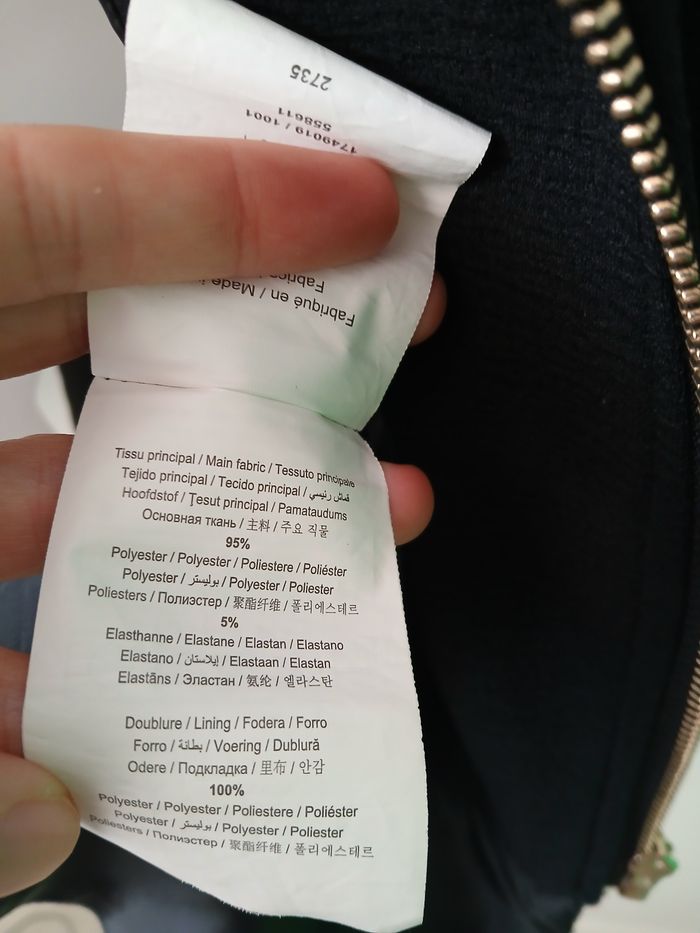 2735
558611
1749019 / 1001
Fabriqué en / Made
Tissu principal / Main fabric / Tessuto principale
Tejido principal / Tecido principal / قماش رئيسي
Hoofdstof / Țesut principal / Pamataudums
Основная ткань / 主料 / 주요 직물
95%
Polyester / Polyester / Poliestere / Poliéster
Polyester / بوليستر / Polyester / Poliester
Poliesters / Полиэстер / 聚酯纤维 / 폴리에스테르
5%
Elasthanne / Elastane / Elastan / Elastano
Elastano / إيلاستان / Elastaan / Elastan
Elastāns / Эластан / 氨纶 / 엘라스탄
Doublure / Lining / Fodera / Forro
Forro / بطانة / Voering / Dublură
Odere / Подкладка / 里布 / 안감
100%
Polyester / Polyester / Poliestere / Poliéster
Polyester / بوليستر / Polyester / Poliester
Poliesters / Полиэстер / 聚酯纤维 / 폴리에스테르